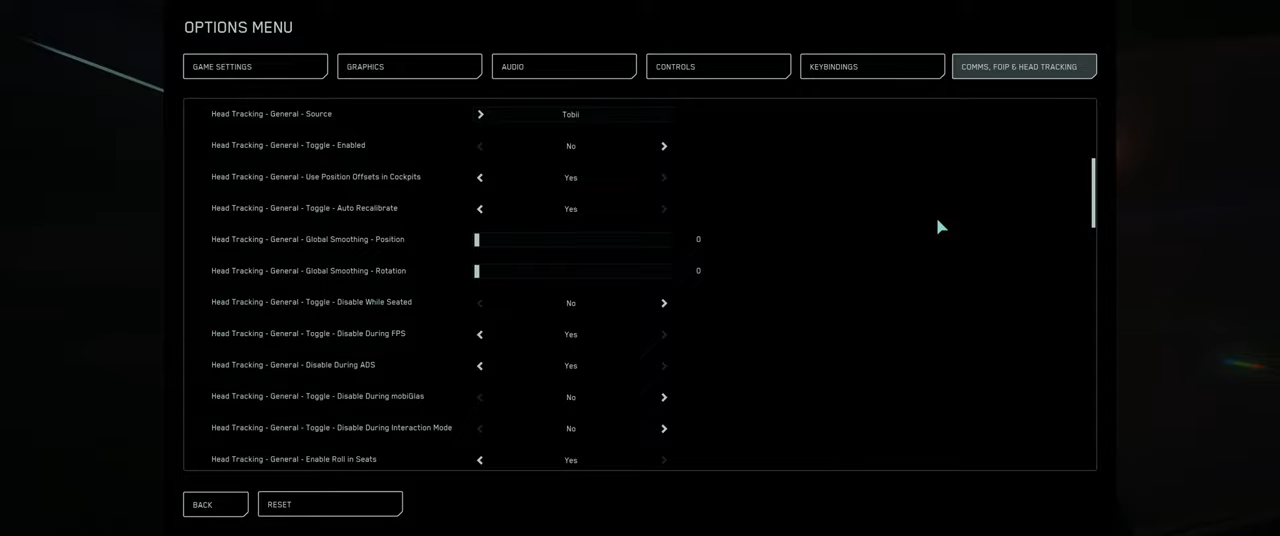 OPTIONS MENU
GAME SETTINGS GRAPHICS AUDIO CONTROLS KEYBINDINGS COMMS, FOIP & HEAD TRACKING
Head Tracking - General - Source Tobii
Head Tracking - General - Toggle - Enabled No
Head Tracking - General - Use Position Offsets in Cockpits Yes
Head Tracking - General - Toggle - Auto Recalibrate Yes
Head Tracking - General - Global Smoothing - Position 0
Head Tracking - General - Global Smoothing - Rotation 0
Head Tracking - General - Toggle - Disable While Seated No
Head Tracking - General - Toggle - Disable During FPS Yes
Head Tracking - General - Disable During ADS Yes
Head Tracking - General - Toggle - Disable During mobiGlas No
Head Tracking - General - Toggle - Disable During Interaction Mode No
Head Tracking - General - Enable Roll in Seats Yes
BACK RESET